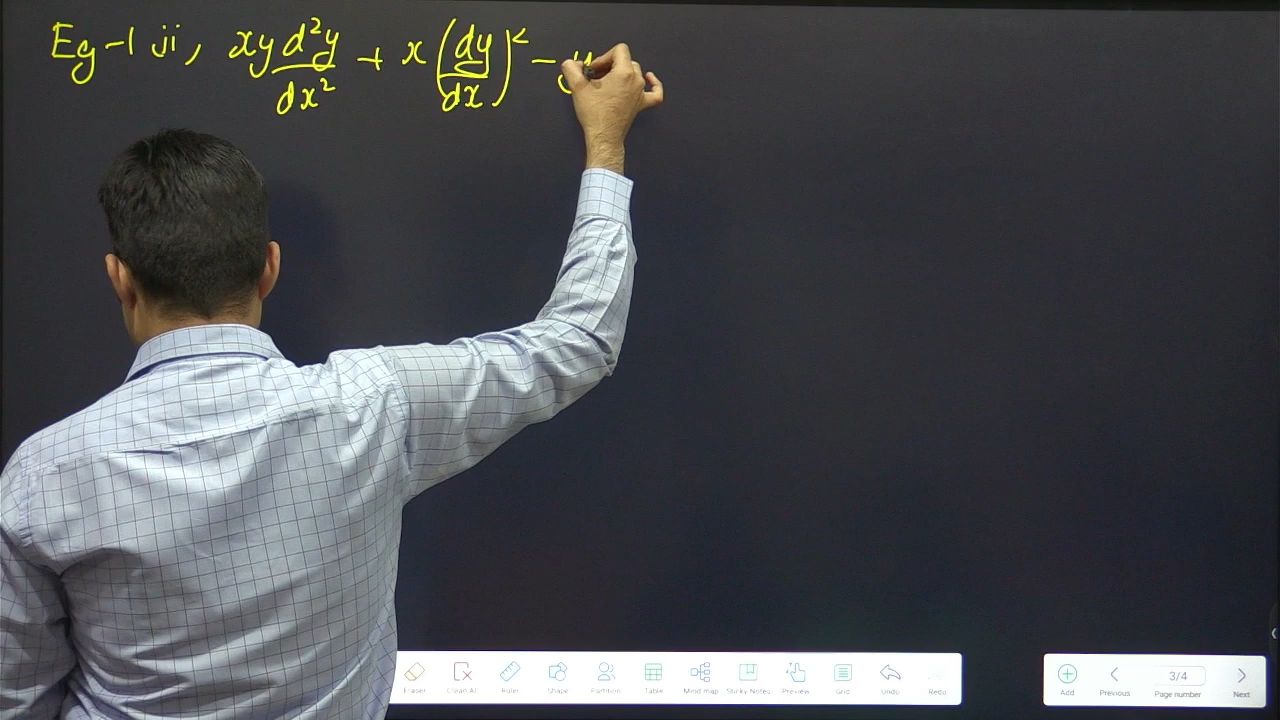 Eg-1 ji, xy d²y/dx² + x(dy/dx)² - y
Eraser
Clean All
Ruler
Shape
Partition
Table
Mind map
Sticky Notes
Preview
Grid
Undo
Redo
Add
Previous
3/4
Page number
Next